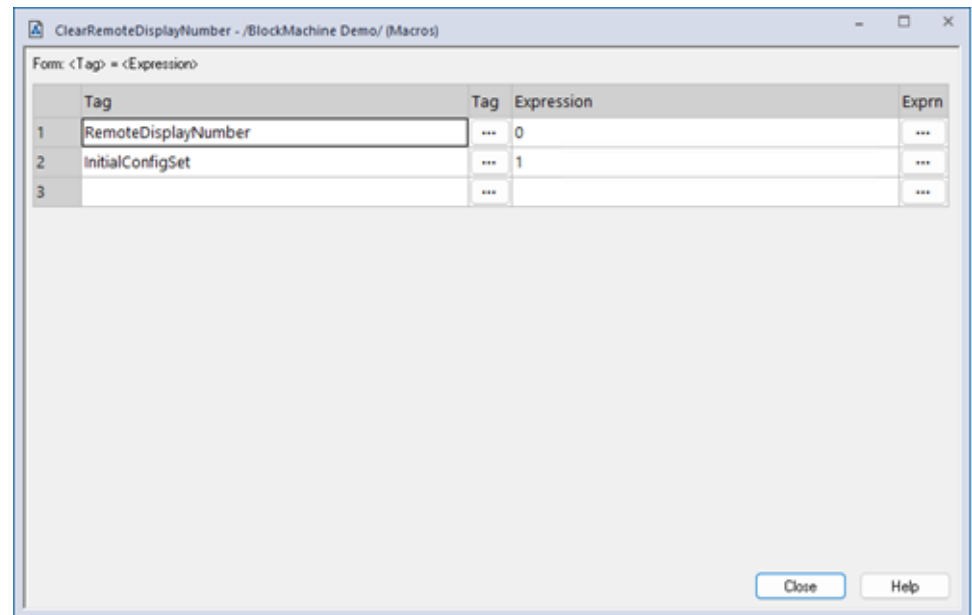 ClearRemoteDisplayNumber - /BlockMachine Demo/ (Macros)
Form: <Tag> = <Expression>
Tag Tag Expression Exprn
1 RemoteDisplayNumber ... 0 ...
2 InitialConfigSet ... 1 ...
3 ... ...
Close Help